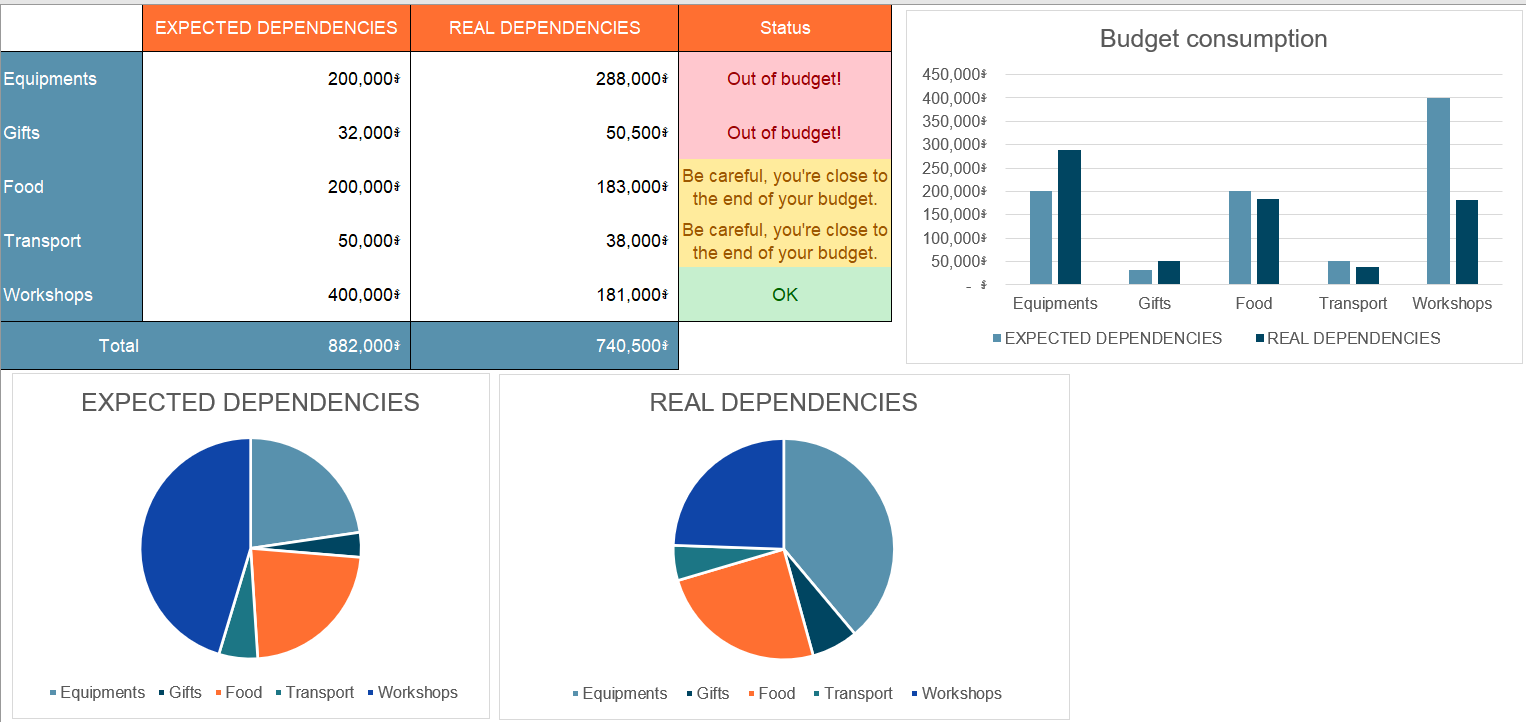 EXPECTED DEPENDENCIES REAL DEPENDENCIES Status
Equipments 200,000 288,000 Out of budget!
Gifts 32,000 50,500 Out of budget!
Food 200,000 183,000 Be careful, you're close to
the end of your budget.
Transport 50,000 38,000 Be careful, you're close to
the end of your budget.
Workshops 400,000 181,000 OK
Total 882,000 740,500
Budget consumption
450,000
400,000
350,000
300,000
250,000
200,000
150,000
100,000
50,000
-
Equipments Gifts Food Transport Workshops
EXPECTED DEPENDENCIES REAL DEPENDENCIES
EXPECTED DEPENDENCIES
Equipments Gifts Food Transport Workshops
REAL DEPENDENCIES
Equipments Gifts Food Transport Workshops